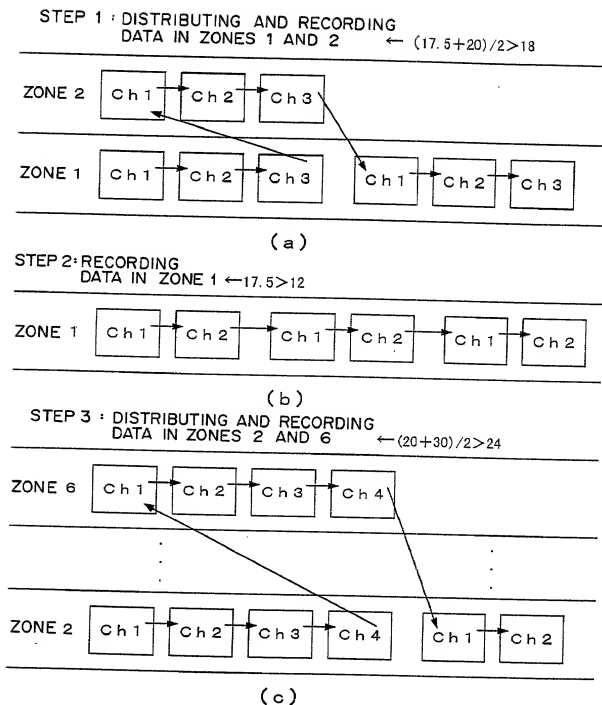 STEP 1 : DISTRIBUTING AND RECORDING
DATA IN ZONES 1 AND 2 ← (17.5+20)/2>18
ZONE 2 Ch1 Ch2 Ch3
ZONE 1 Ch1 Ch2 Ch3 Ch1 Ch2 Ch3
(a)
STEP 2: RECORDING
DATA IN ZONE 1 ←17.5>12
ZONE 1 Ch1 Ch2 Ch1 Ch2 Ch1 Ch2
(b)
STEP 3 : DISTRIBUTING AND RECORDING
DATA IN ZONES 2 AND 6 ←(20+30)/2>24
ZONE 6 Ch1 Ch2 Ch3 Ch4
ZONE 2 Ch1 Ch2 Ch3 Ch4 Ch1 Ch2
(c)